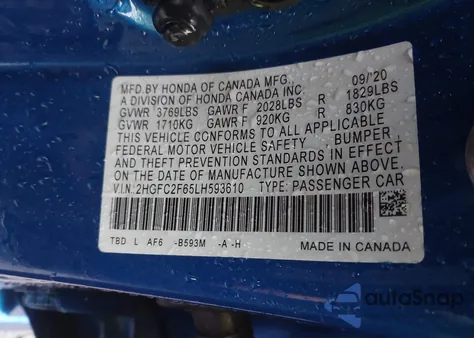 MFD.BY HONDA OF CANADA MFG. 09/20
A DIVISION OF HONDA CANADA INC.
GVWR 3769LBS GAWR F 2028LBS R 1829LBS
GVWR 1710KG GAWR F 920KG R 830KG
THIS VEHICLE CONFORMS TO ALL APPLICABLE
FEDERAL MOTOR VEHICLE SAFETY, BUMPER,
AND THEFT PREVENTION STANDARDS IN EFFECT
ON THE DATE OF MANUFACTURE SHOWN ABOVE.
V.I.N: 2HGFC2F65LH593610 TYPE: PASSENGER CAR
TBD L AF6 -B593M -A -H
MADE IN CANADA
autoSnap